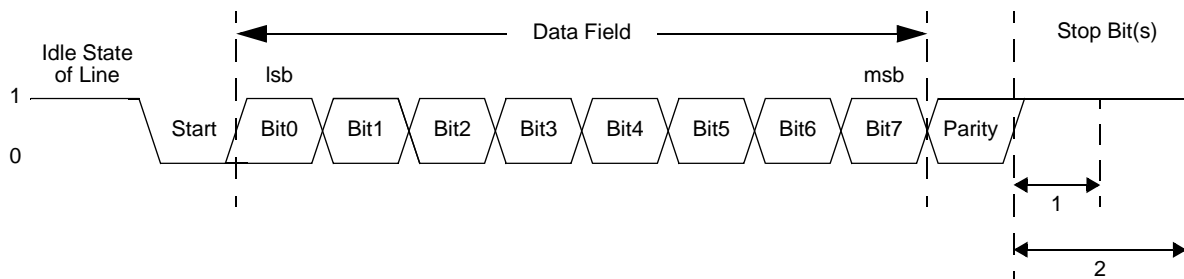 Data Field
Stop Bit(s)
Idle State
of Line
lsb
msb
1
Start
Bit0
Bit1
Bit2
Bit3
Bit4
Bit5
Bit6
Bit7
Parity
0
1
2